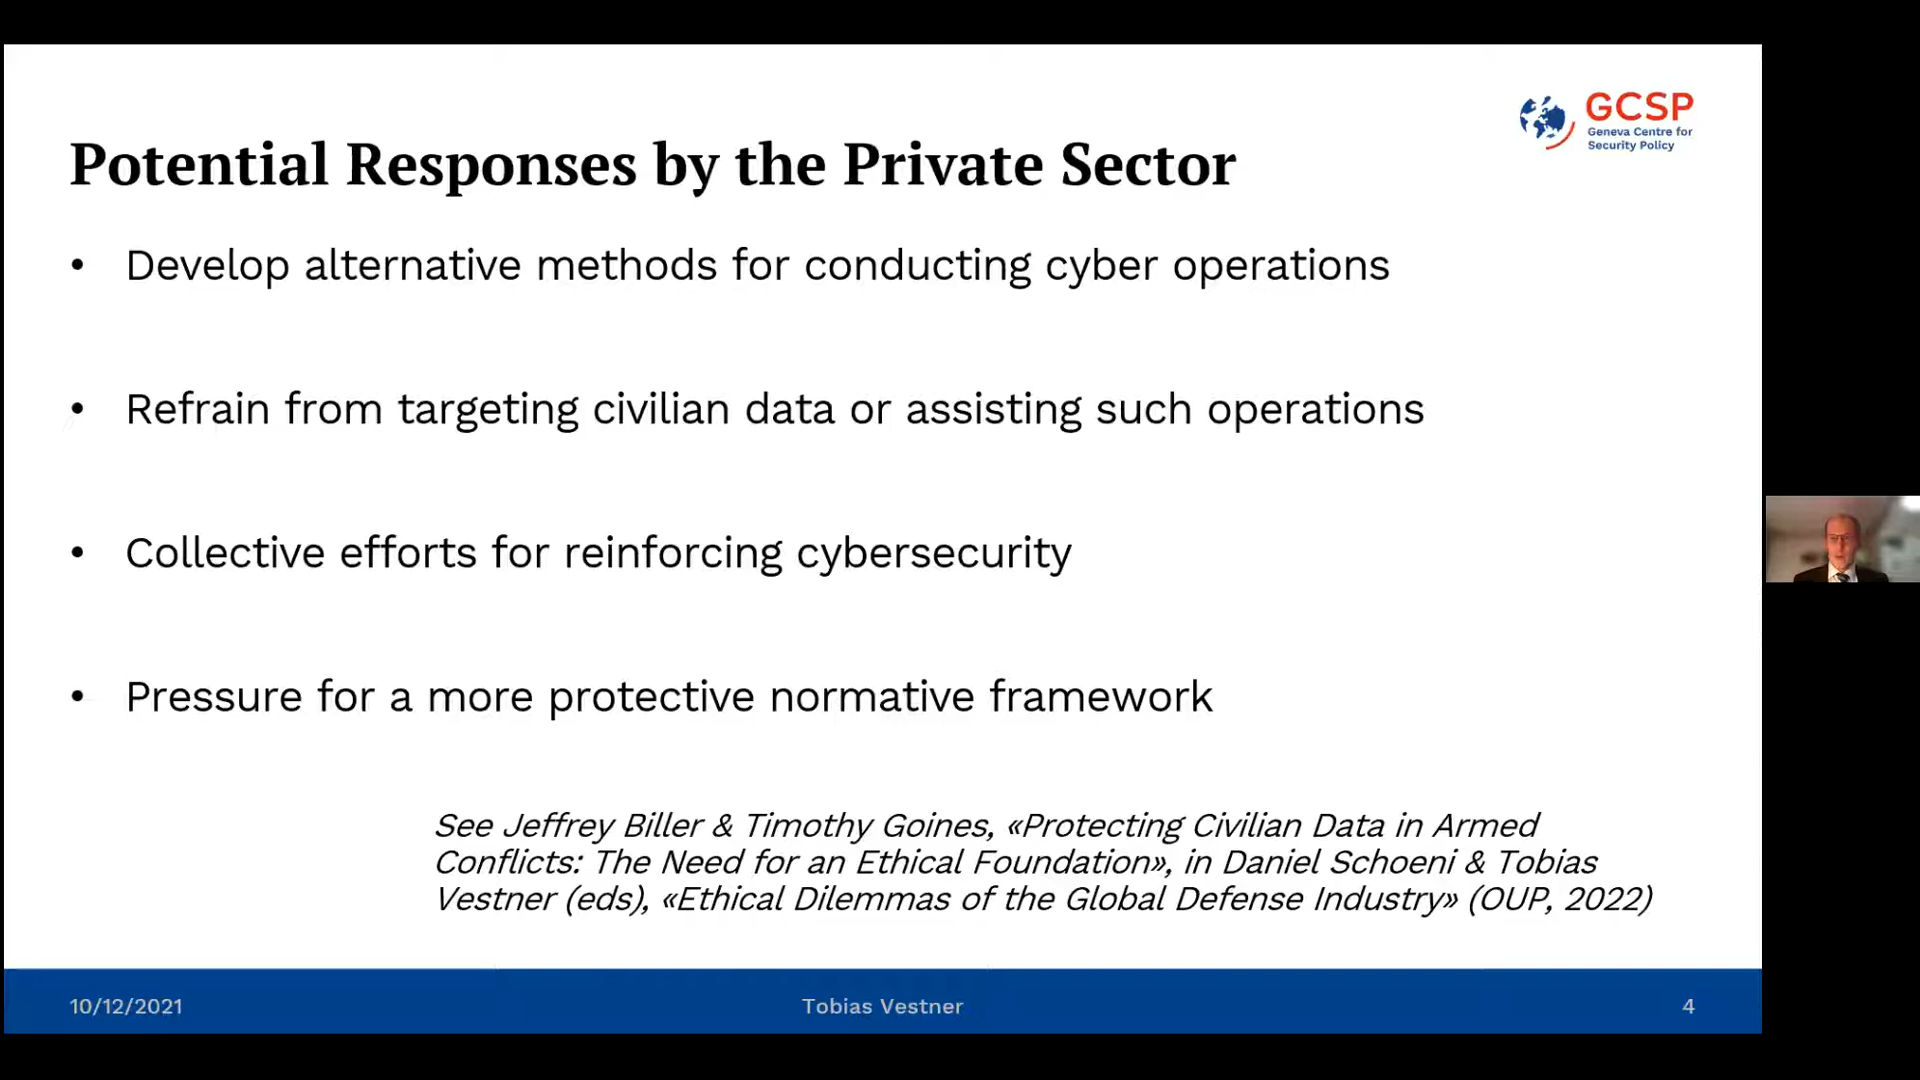 GCSP
Geneva Centre for
Security Policy
Potential Responses by the Private Sector
• Develop alternative methods for conducting cyber operations
• Refrain from targeting civilian data or assisting such operations
• Collective efforts for reinforcing cybersecurity
• Pressure for a more protective normative framework
See Jeffrey Biller & Timothy Goines, «Protecting Civilian Data in Armed
Conflicts: The Need for an Ethical Foundation», in Daniel Schoeni & Tobias
Vestner (eds), «Ethical Dilemmas of the Global Defense Industry» (OUP, 2022)
10/12/2021
Tobias Vestner
4